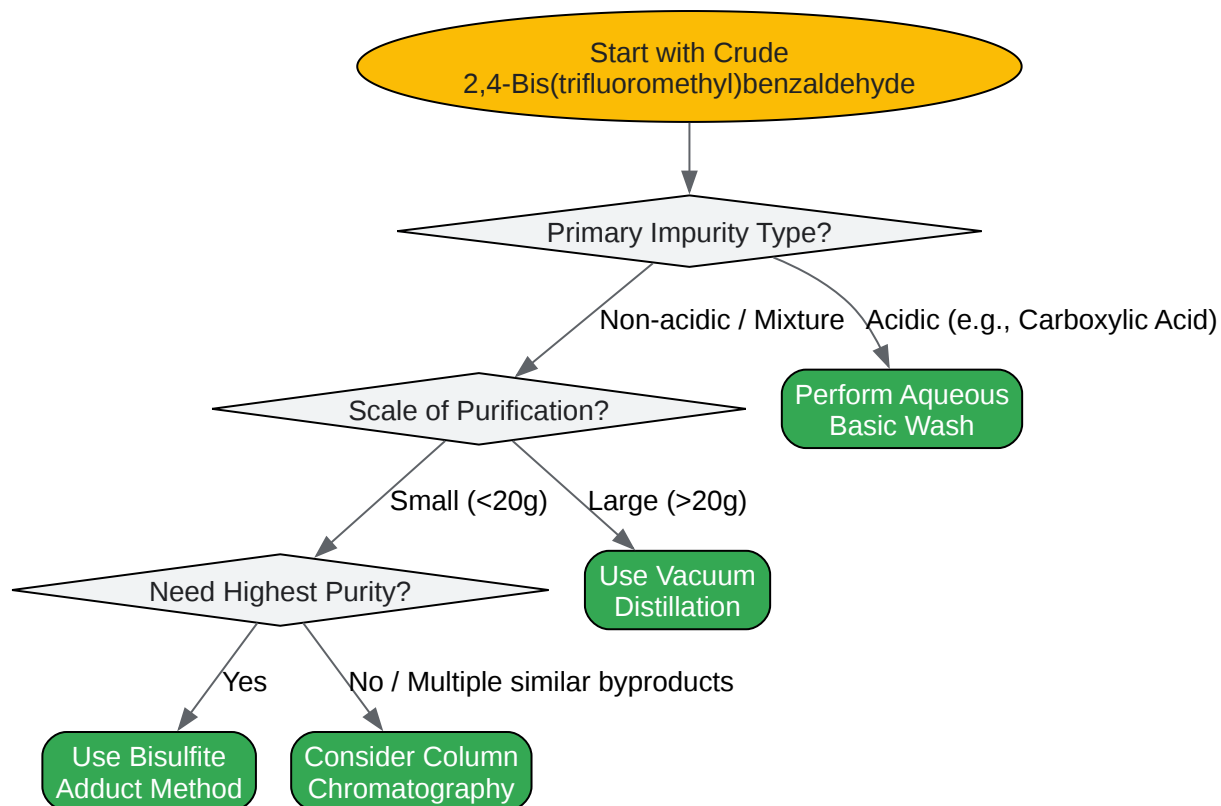 Start with Crude
2,4-Bis(trifluoromethyl)benzaldehyde
Primary Impurity Type?
Non-acidic / Mixture
Acidic (e.g., Carboxylic Acid)
Scale of Purification?
Perform Aqueous
Basic Wash
Small (<20g)
Large (>20g)
Need Highest Purity?
Use Vacuum
Distillation
Yes
No / Multiple similar byproducts
Use Bisulfite
Adduct Method
Consider Column
Chromatography